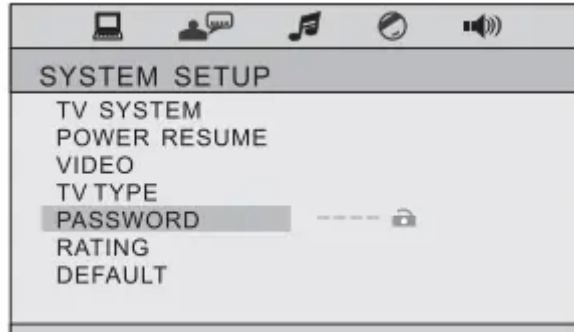 SYSTEM SETUP
TV SYSTEM
POWER RESUME
VIDEO
TV TYPE
PASSWORD ----
RATING
DEFAULT